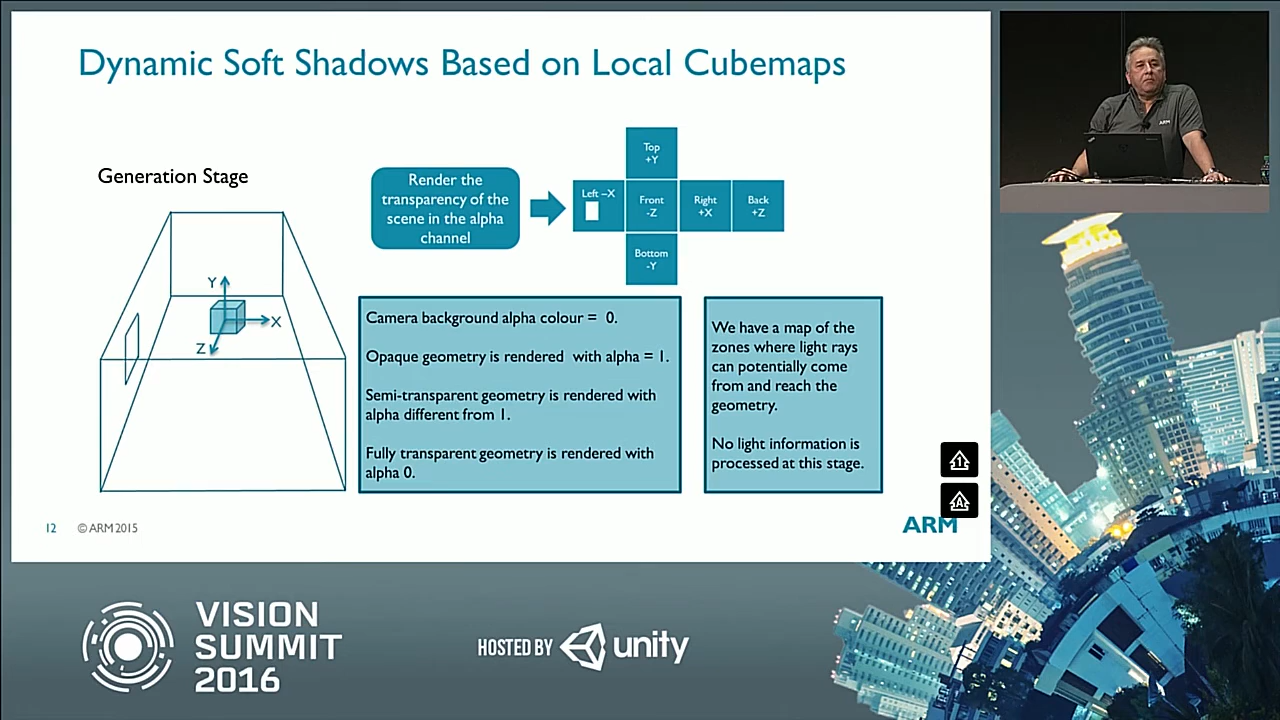 Dynamic Soft Shadows Based on Local Cubemaps
Generation Stage
Y
X
Z
Render the
transparency of the
scene in the alpha
channel
Top
+Y
Left –X
Front
-Z
Right
+X
Back
+Z
Bottom
-Y
Camera background alpha colour = 0.
Opaque geometry is rendered with alpha = 1.
Semi-transparent geometry is rendered with
alpha different from 1.
Fully transparent geometry is rendered with
alpha 0.
We have a map of the
zones where light rays
can potentially come
from and reach the
geometry.
No light information is
processed at this stage.
1
A
12
© ARM 2015
ARM
ARM
VISION
SUMMIT
2016
HOSTED BY
unity